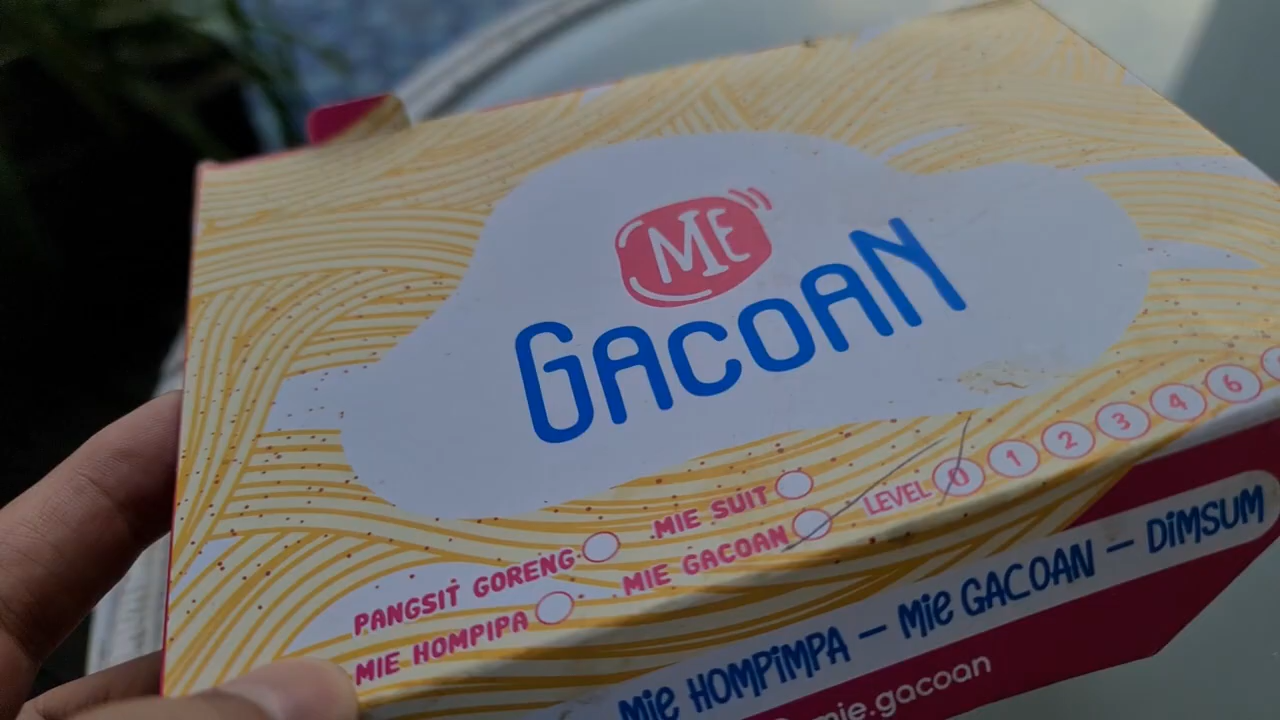 MIE
GACOAN
MIE SUIT
LEVEL 0 1 2 3 4 6
PANGSIT GORENG
MIE GACOAN
MIE HOMPIPA
MIE HOMPIMPA — MIE GACOAN — DIMSUM
mie.gacoan